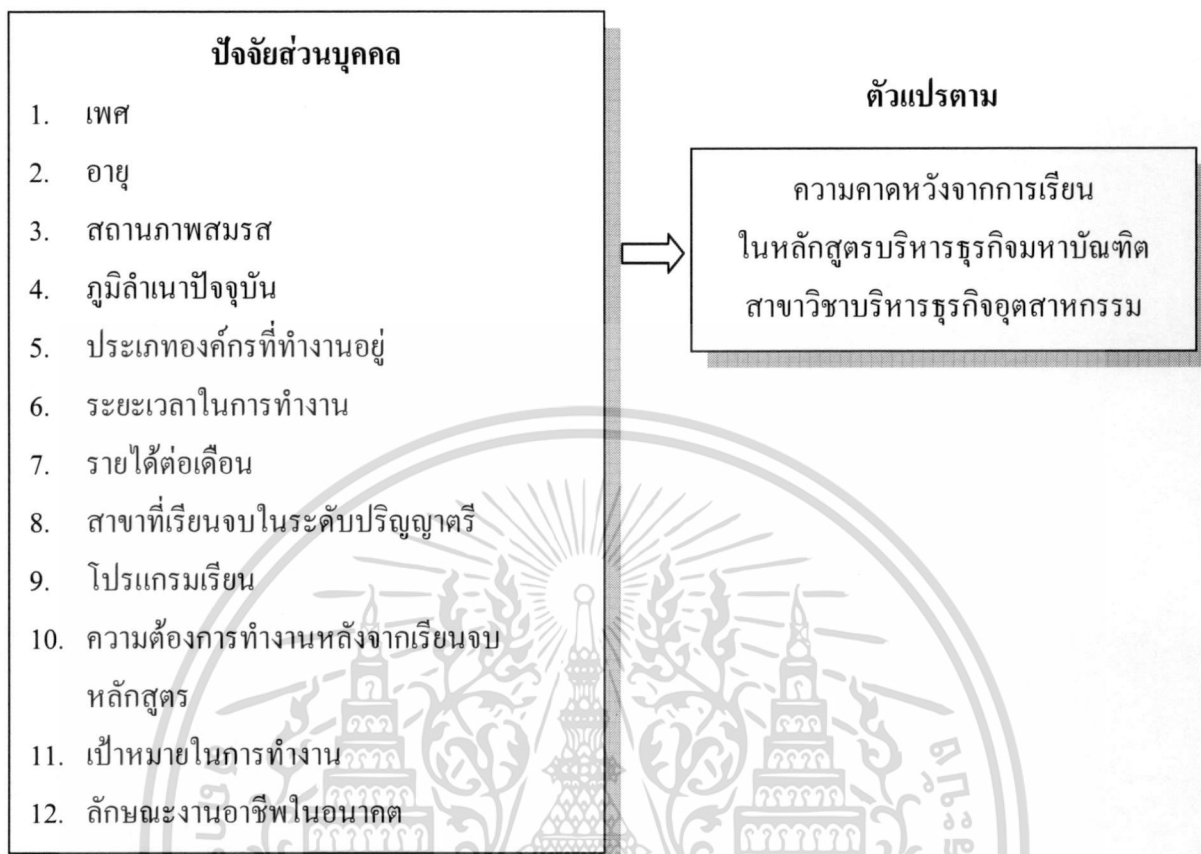 ปัจจัยส่วนบุคคล
1. เพศ
2. อายุ
3. สถานภาพสมรส
4. ภูมิลำเนาปัจจุบัน
5. ประเภทองค์กรที่ทำงานอยู่
6. ระยะเวลาในการทำงาน
7. รายได้ต่อเดือน
8. สาขาที่เรียนจบในระดับปริญญาตรี
9. โปรแกรมเรียน
10. ความต้องการทำงานหลังจากเรียนจบ
หลักสูตร
11. เป้าหมายในการทำงาน
12. ลักษณะงานอาชีพในอนาคต
ตัวแปรตาม
ความคาดหวังจากการเรียน
ในหลักสูตรบริหารธุรกิจมหาบัณฑิต
สาขาวิชาบริหารธุรกิจอุตสาหกรรม